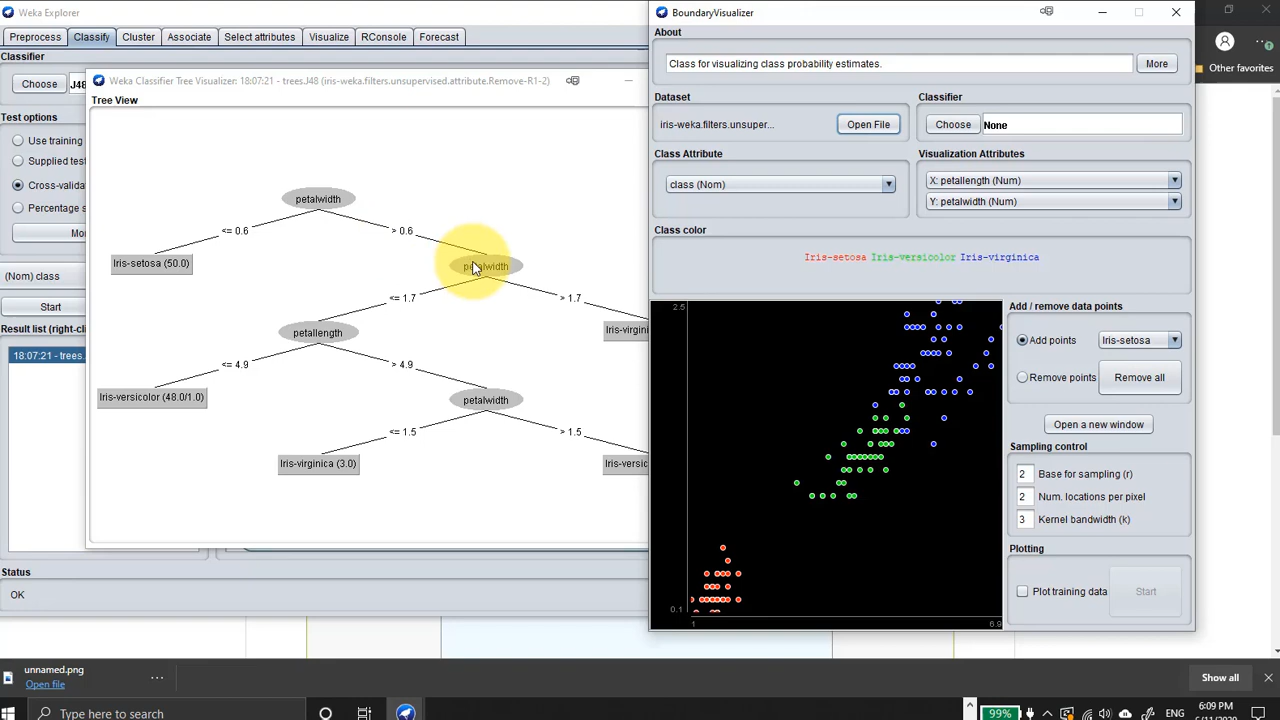 Weka Explorer
Preprocess Classify Cluster Associate Select attributes Visualize RConsole Forecast
Classifier
Choose J48
Test options
Use training
Supplied test
Cross-valida
Percentage s
Mor
(Nom) class
Start
Result list (right-cli
18:07:21 - trees.
Status
OK
Weka Classifier Tree Visualizer: 18:07:21 - trees.J48 (iris-weka.filters.unsupervised.attribute.Remove-R1-2)
Tree View
petalwidth
<= 0.6 > 0.6
Iris-setosa (50.0) petalwidth
<= 1.7 > 1.7
petallength Iris-virgini
<= 4.9 > 4.9
Iris-versicolor (48.0/1.0) petalwidth
<= 1.5 > 1.5
Iris-virginica (3.0) Iris-versic
BoundaryVisualizer
About
Class for visualizing class probability estimates. More
Dataset
iris-weka.filters.unsuper... Open File
Classifier
Choose None
Class Attribute
class (Nom)
Visualization Attributes
X: petallength (Num)
Y: petalwidth (Num)
Class color
Iris-setosa Iris-versicolor Iris-virginica
2.5
0.1
1 6.9
Add / remove data points
Add points Iris-setosa
Remove points Remove all
Open a new window
Sampling control
2 Base for sampling (r)
2 Num. locations per pixel
3 Kernel bandwidth (k)
Plotting
Plot training data Start
Other favorites
unnamed.png
Open file
Show all
Type here to search
99%
ENG
6:09 PM